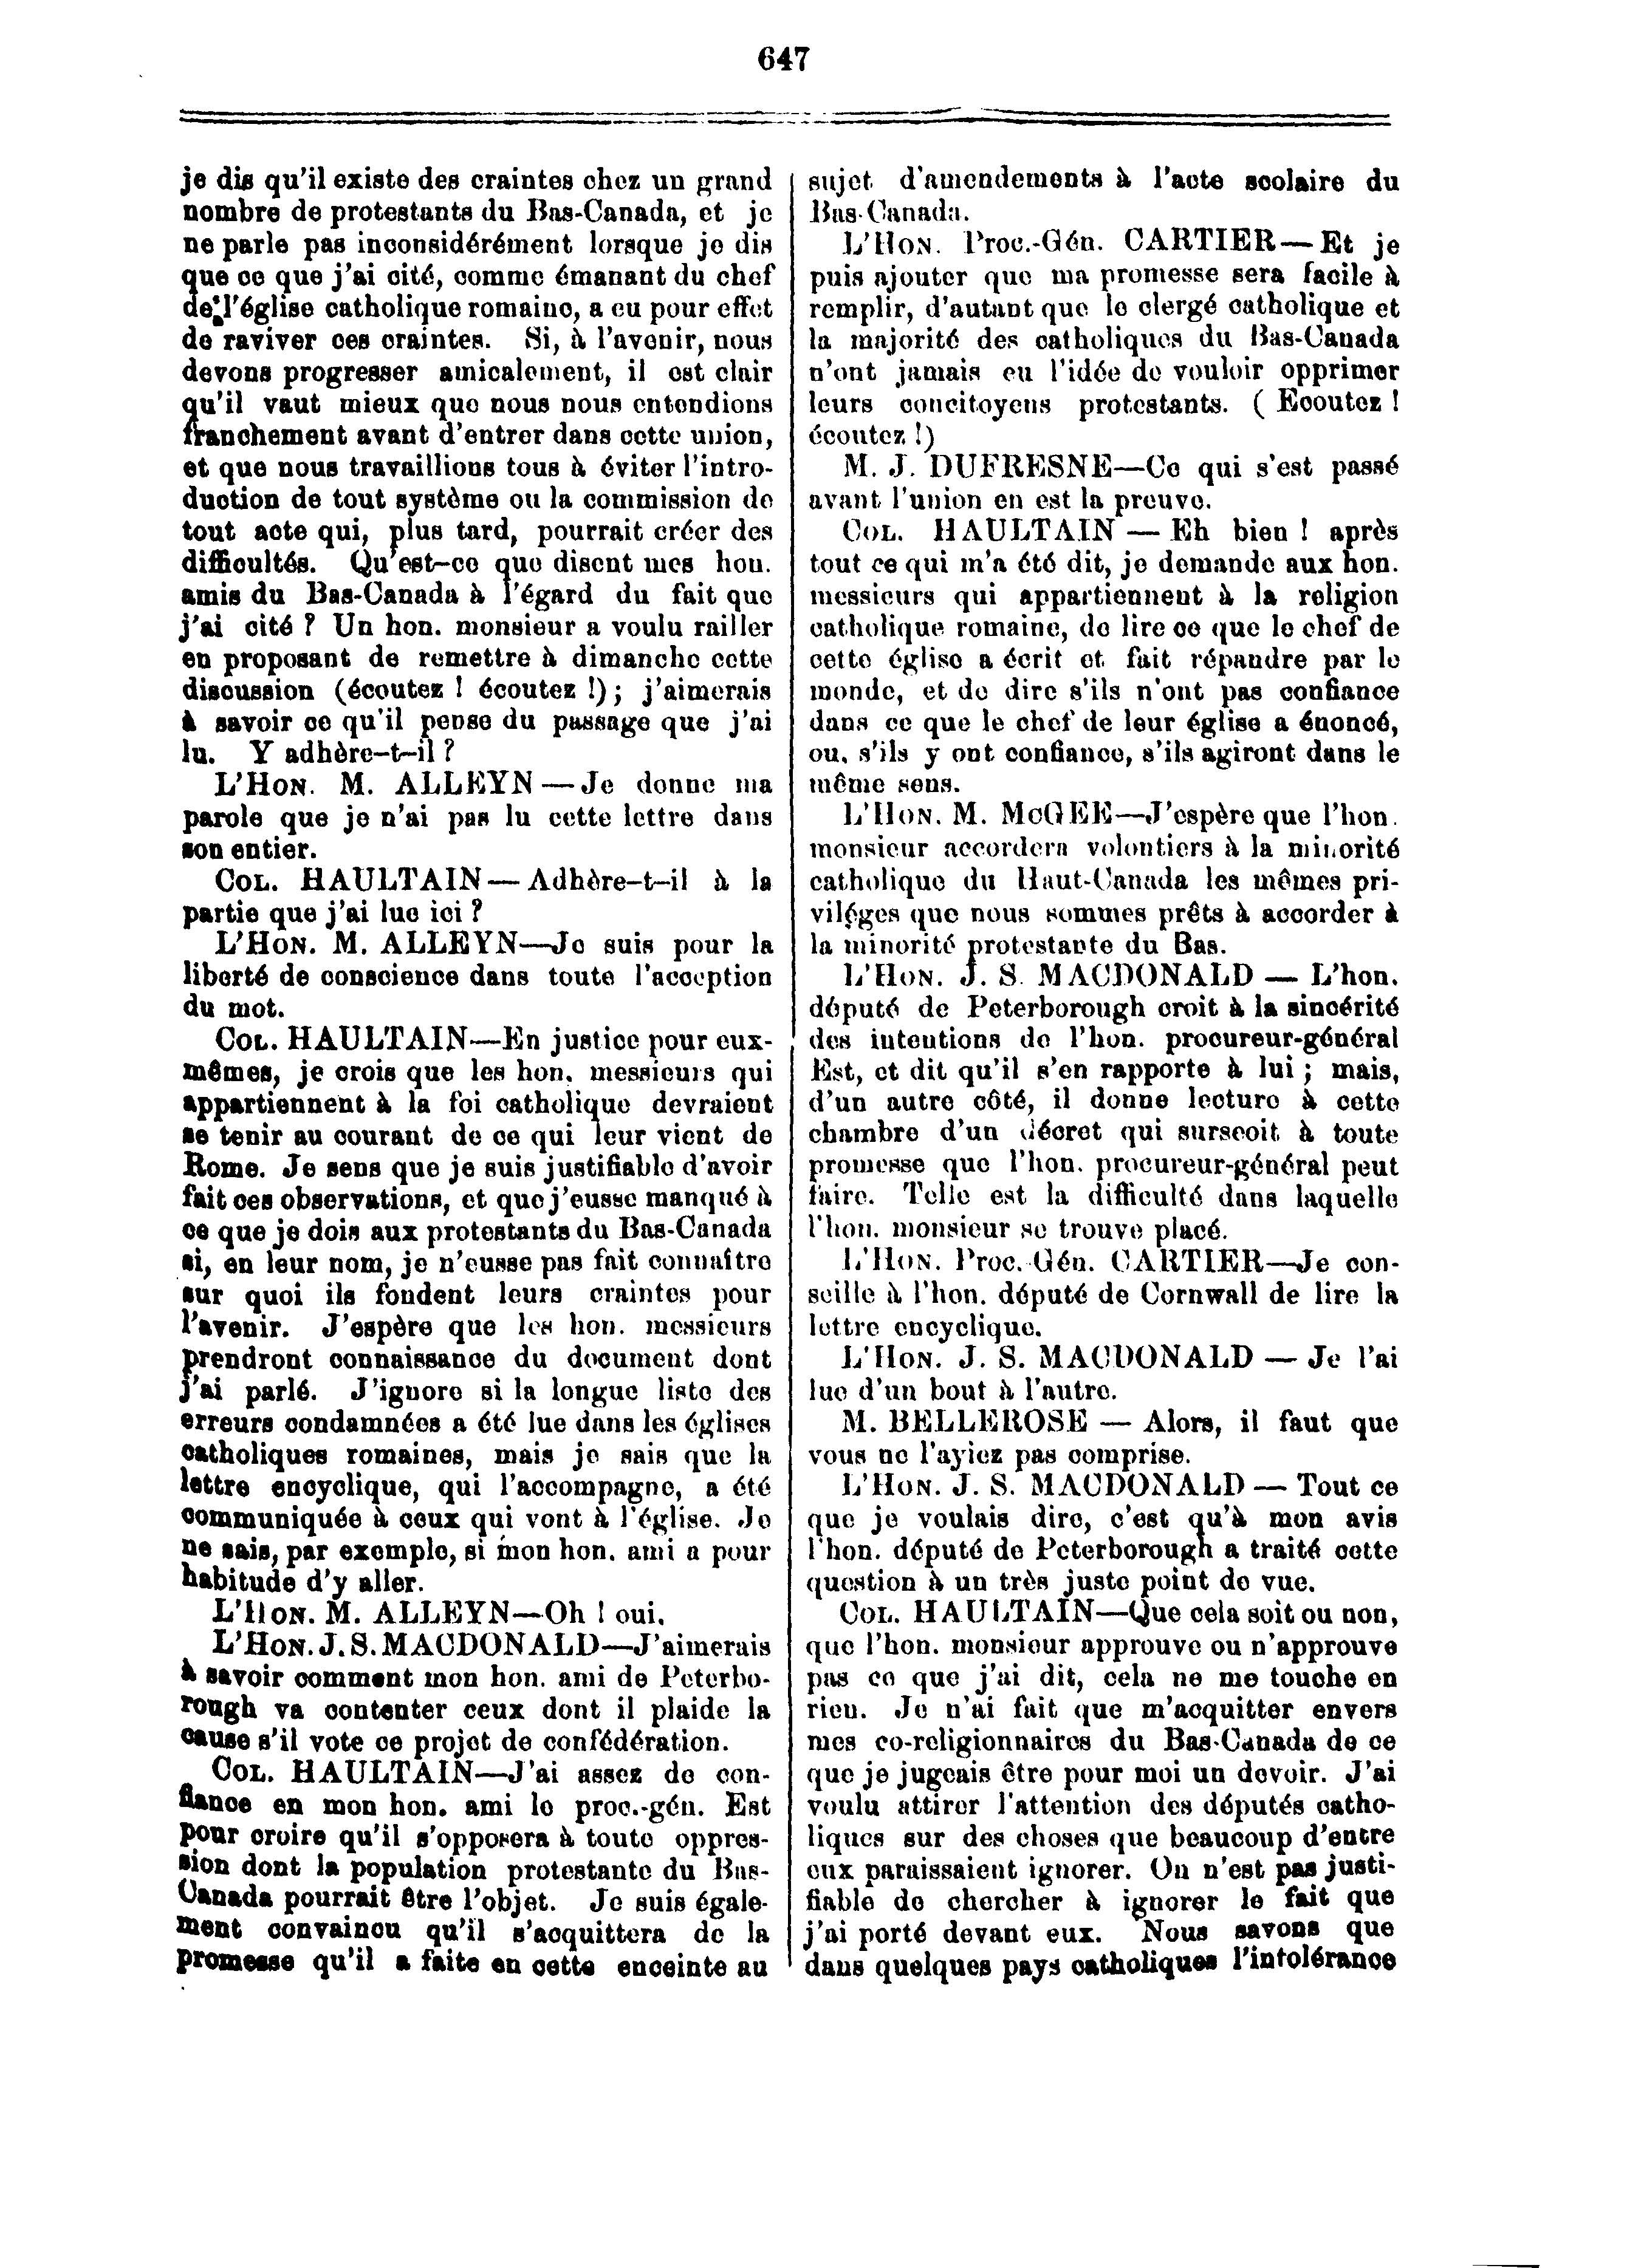 647
je dis qu'il existe des craintes chez un grand
nombre de protestants du Bas-Canada, et je
ne parle pas inconsidérément lorsque je dis
que ce que j'ai cité, comme émanant du chef
de l'église catholique romaine, a eu pour effet
de raviver ces craintes. Si, à l'avenir, nous
devons progresser amicalement, il est clair
qu'il vaut mieux que nous nous entendions
franchement avant d'entrer dans cette union,
et que nous travaillions tous à éviter l'intro-
duction de tout système ou la commission de
tout acte qui, plus tard, pourrait créer des
difficultés. Qu'est-ce que disent mes hon.
amis du Bas-Canada à l'égard du fait que
j'ai cité ? Un hon. monsieur a voulu railler
en proposant de remettre à dimanche cette
discussion (écoutez ! écoutez !) ; j'aimerais
à savoir ce qu'il pense du passage que j'ai
lu. Y adhère-t-il ?
L'HON. M. ALLEYN — Je donne ma
parole que je n'ai pas lu cette lettre dans
son entier.
COL. HAULTAIN — Adhère-t-il à la
partie que j'ai lue ici ?
L'HON. M. ALLEYN—Je suis pour la
liberté de conscience dans toute l'acception
du mot.
COL. HAULTAIN—En justice pour eux-
mêmes, je crois que les hon. messieurs qui
appartiennent à la foi catholique devraient
se tenir au courant de ce qui leur vient de
Rome. Je sens que je suis justifiable d'avoir
fait ces observations, et que j'eusse manqué à
ce que je dois aux protestants du Bas-Canada
si, en leur nom, je n'eusse pas fait connaître
sur quoi ils fondent leurs craintes pour
l'avenir. J'espère que les hon. messieurs
prendront connaissance du document dont
j'ai parlé. J'ignore si la longue liste des
erreurs condamnées a été lue dans les églises
catholiques romaines, mais je sais que la
lettre encyclique, qui l'accompagne, a été
communiquée à ceux qui vont à l'église. Je
ne sais, par exemple, si mon hon. ami a pour
habitude d'y aller.
L'HON. M. ALLEYN—Oh ! oui.
L'HON. J. S. MACDONALD—J'aimerais
à savoir comment mon hon. ami de Peterbo-
rough va contenter ceux dont il plaide la
cause s'il vote ce projet de confédération.
COL. HAULTAIN—J'ai assez de con-
fiance en mon hon. ami le proc.-gén. Est
pour croire qu'il s'opposera à toute oppres-
sion dont la population protestante du Bas-
Canada pourrait être l'objet. Je suis égale-
ment convaincu qu'il s'acquittera de la
promesse qu'il a faite en cette enceinte au
sujet d'amendements à l'acte scolaire du
Bas-Canada.
L'HON. Proc.-Gén. CARTIER — Et je
puis ajouter que ma promesse sera facile à
remplir, d'autant que le clergé catholique et
la majorité des catholiques du Bas-Canada
n'ont jamais eu l'idée de vouloir opprimer
leurs concitoyens protestants. ( Ecoutez !
écoutez !)
M. J. DUFRESNE—Ce qui s'est passé
avant l'union en est la preuve.
COL. HAULTAIN — Eh bien ! après
tout ce qui m'a été dit, je demande aux hon.
messieurs qui appartiennent à la religion
catholique romaine, de lire ce que le chef de
cette église a écrit et fait répandre par le
monde, et de dire s'ils n'ont pas confiance
dans ce que le chef de leur église a énoncé,
ou, s'ils y ont confiance, s'ils agiront dans le
même sens.
L'HON. M. MCGEE—J'espère que l'hon.
monsieur accordera volontiers à la minorité
catholique du Haut-Canada les mêmes pri-
viléges que nous sommes prêts à accorder à
la minorité protestante du Bas.
L'HON. J. S. MACDONALD — L'hon.
député de Peterborough croit à la sincérité
des intentions de l'hon. procureur-général
Est, et dit qu'il s'en rapporte à lui ; mais,
d'un autre côté, il donne lecture à cette
chambre d'un décret qui surseoit à toute
promesse que l'hon. procureur-général peut
faire. Telle est la difficulté dans laquelle
l'hon. monsieur se trouve placé.
L'HON. Proc.-Gén. CARTIER—Je con-
seille à l'hon. député de Cornwall de lire la
lettre encyclique.
L'HON. J. S. MACDONALD — Je l'ai
lue d'un bout à l'autre.
M. BELLEROSE — Alors, il faut que
vous ne l'ayiez pas comprise.
L'HON. J. S. MACDONALD — Tout ce
que je voulais dire, c'est qu'à mon avis
l'hon. député de Peterborough a traité cette
question à un très juste point de vue.
COL. HAULTAIN—Que cela soit ou non,
que l'hon. monsieur approuve ou n'approuve
pas ce que j'ai dit, cela ne me touche en
rien. Je n'ai fait que m'acquitter envers
mes co-religionnaires du Bas-Canada de ce
que je jugeais être pour moi un devoir. J'ai
voulu attirer l'attention des députés catho-
liques sur des choses que beaucoup d'entre
eux paraissaient ignorer. On n'est pas justi-
fiable de chercher à ignorer le fait que
j'ai porté devant eux. Nous savons que
dans quelques pays catholiques l'intolérance